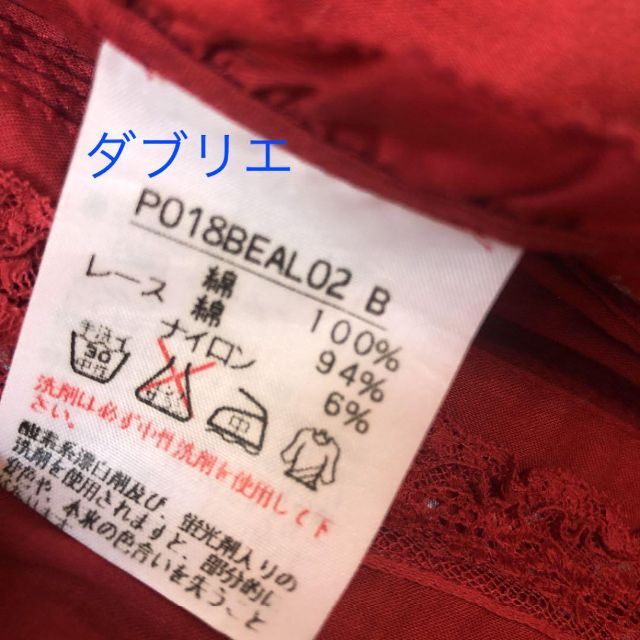 ダブリエ
P018BEAL02 B
綿 100%
レース 綿 94%
ナイロン 6%
30
洗剤は必ず中性洗剤を使用して下
さい。
酸素系漂白剤及び、蛍光剤入りの
洗剤を使用されますと、部分的に
本来の色合いを失うこと